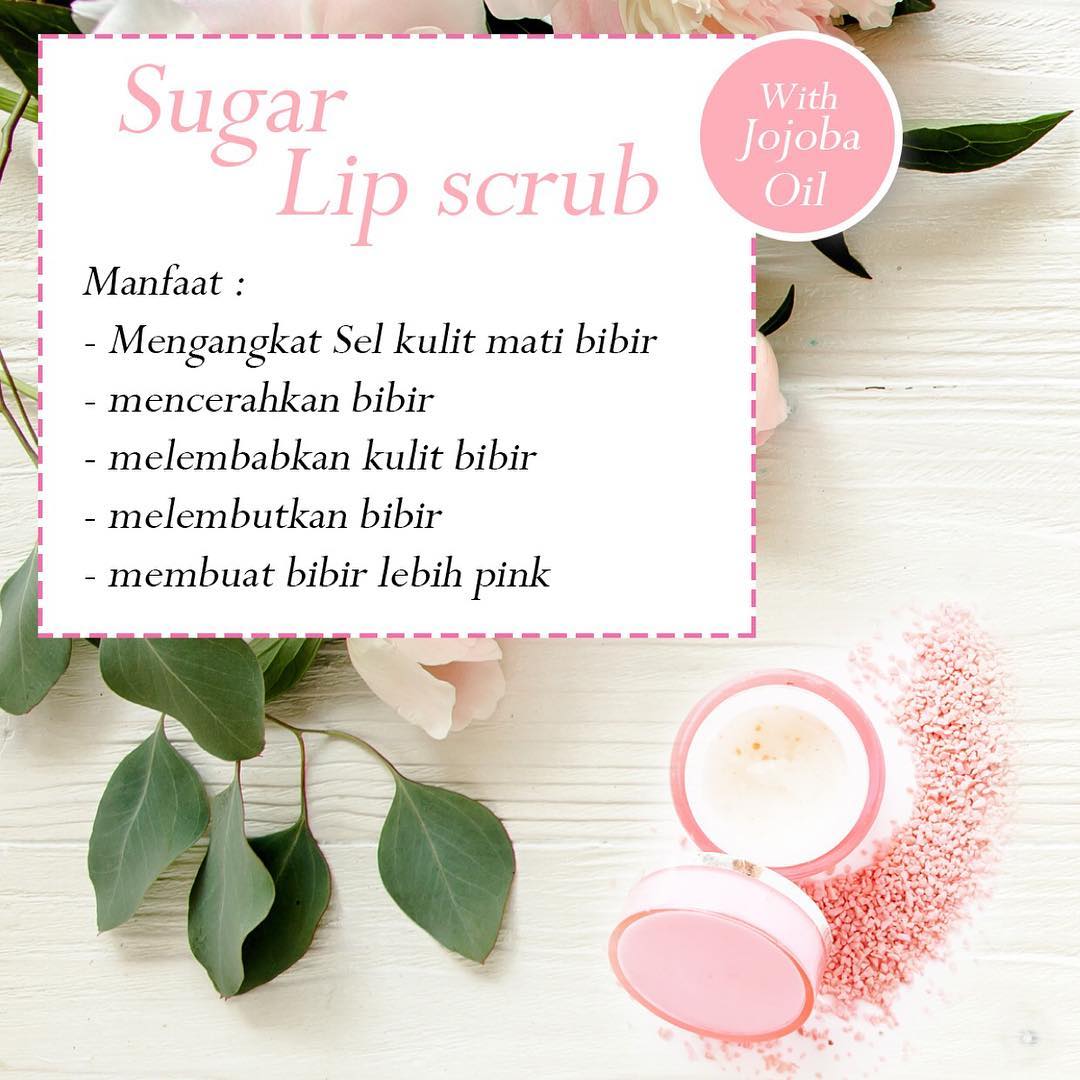 Sugar
Lip scrub
With
Jojoba
Oil
Manfaat :
- Mengangkat Sel kulit mati bibir
- mencerahkan bibir
- melembabkan kulit bibir
- melembutkan bibir
- membuat bibir lebih pink